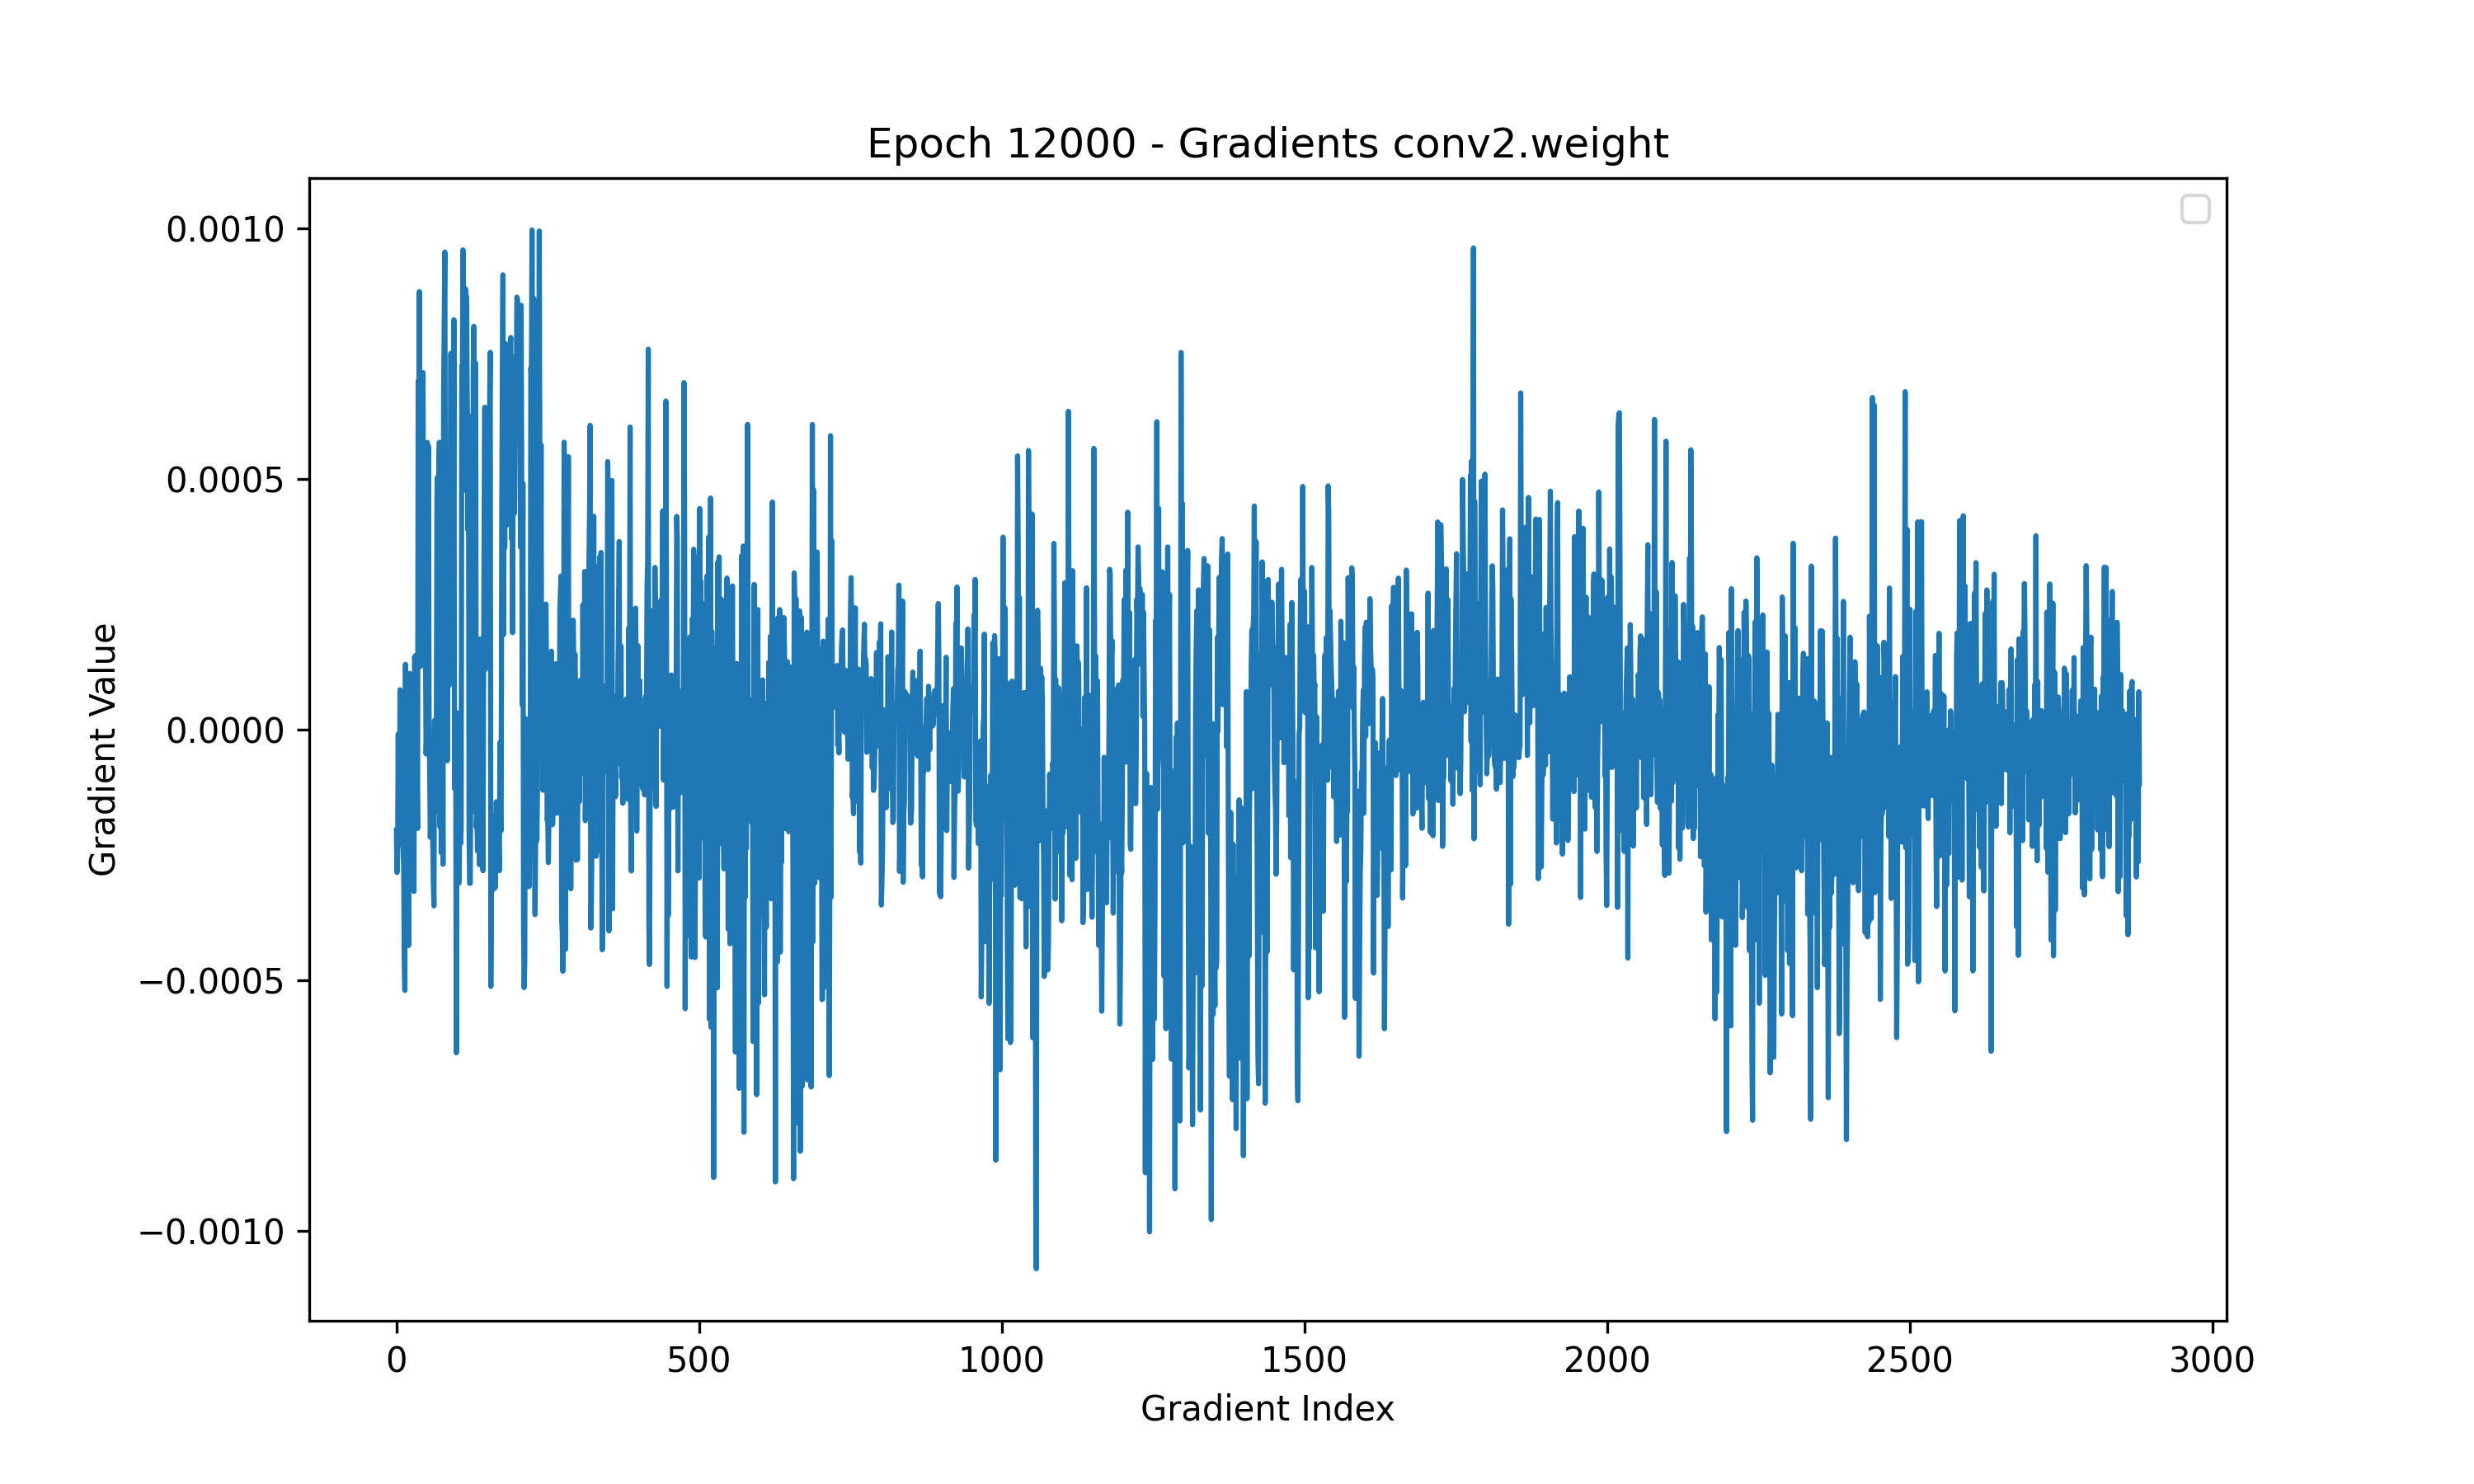 Epoch 12000 - Gradients conv2.weight
0.0010
0.0005
0.0000
−0.0005
−0.0010
Gradient Value
0 500 1000 1500 2000 2500 3000
Gradient Index